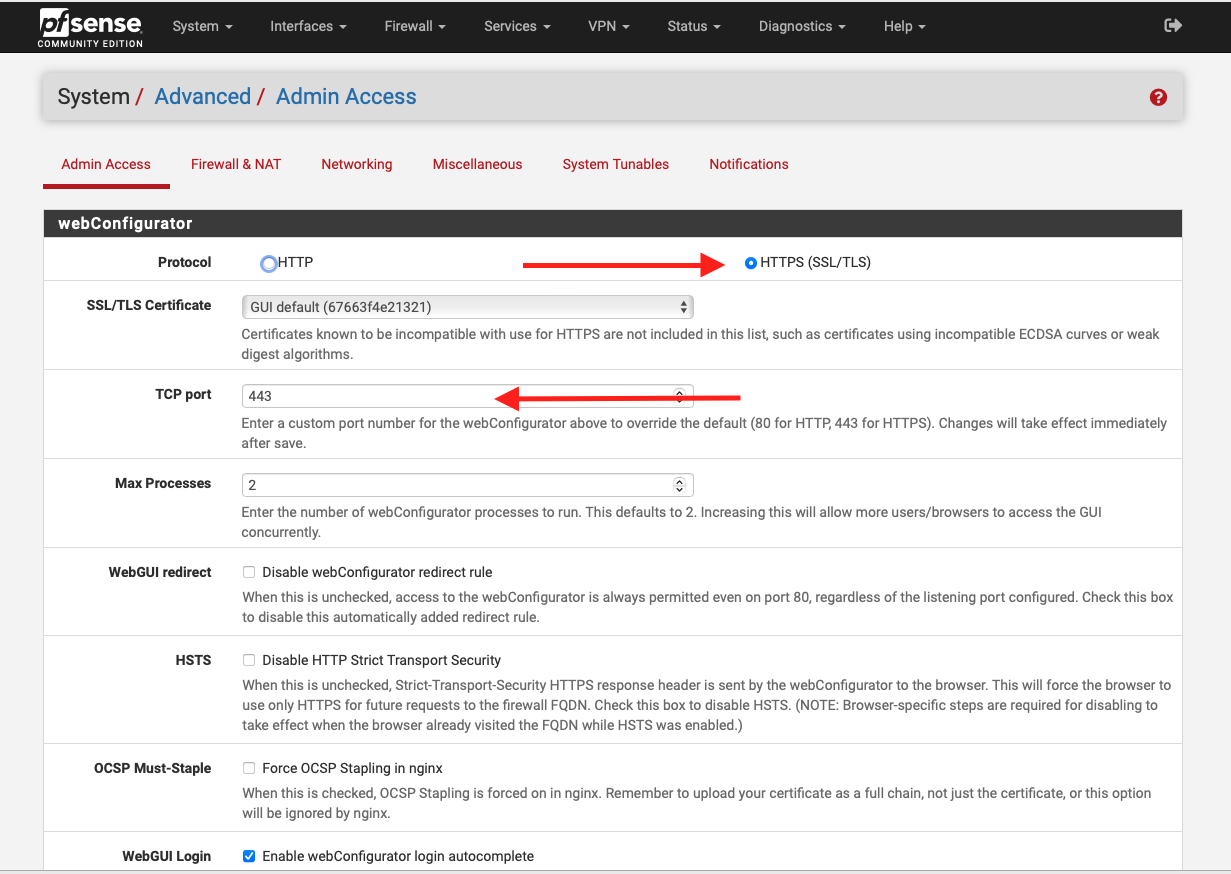 pfsense System Interfaces Firewall Services VPN Status Diagnostics Help
COMMUNITY EDITION
System / Advanced / Admin Access
Admin Access Firewall & NAT Networking Miscellaneous System Tunables Notifications
webConfigurator
Protocol HTTP HTTPS (SSL/TLS)
SSL/TLS Certificate GUI default (67663f4e21321)
Certificates known to be incompatible with use for HTTPS are not included in this list, such as certificates using incompatible ECDSA curves or weak
digest algorithms.
TCP port 443
Enter a custom port number for the webConfigurator above to override the default (80 for HTTP, 443 for HTTPS). Changes will take effect immediately
after save.
Max Processes 2
Enter the number of webConfigurator processes to run. This defaults to 2. Increasing this will allow more users/browsers to access the GUI
concurrently.
WebGUI redirect Disable webConfigurator redirect rule
When this is unchecked, access to the webConfigurator is always permitted even on port 80, regardless of the listening port configured. Check this box
to disable this automatically added redirect rule.
HSTS Disable HTTP Strict Transport Security
When this is unchecked, Strict-Transport-Security HTTPS response header is sent by the webConfigurator to the browser. This will force the browser to
use only HTTPS for future requests to the firewall FQDN. Check this box to disable HSTS. (NOTE: Browser-specific steps are required for disabling to
take effect when the browser already visited the FQDN while HSTS was enabled.)
OCSP Must-Staple Force OCSP Stapling in nginx
When this is checked, OCSP Stapling is forced on in nginx. Remember to upload your certificate as a full chain, not just the certificate, or this option
will be ignored by nginx.
WebGUI Login Enable webConfigurator login autocomplete